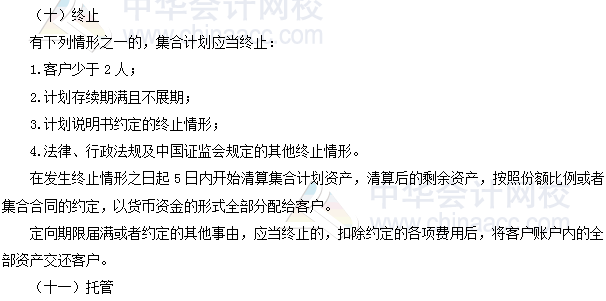 （十）终止
有下列情形之一的，集合计划应当终止：
1.客户少于 2 人；
2.计划存续期满且不展期；
3.计划说明书约定的终止情形；
4.法律、行政法规及中国证监会规定的其他终止情形。
在发生终止情形之日起 5 日内开始清算集合计划资产，清算后的剩余资产，按照份额比例或者
集合合同的约定，以货币资金的形式全部分配给客户。
定向期限届满或者约定的其他事由，应当终止的，扣除约定的各项费用后，将客户账户内的全
部资产交还客户。
（十一）托管
中华会计网校
www.chinaacc.com
中华会计网校
www.chinaacc.com